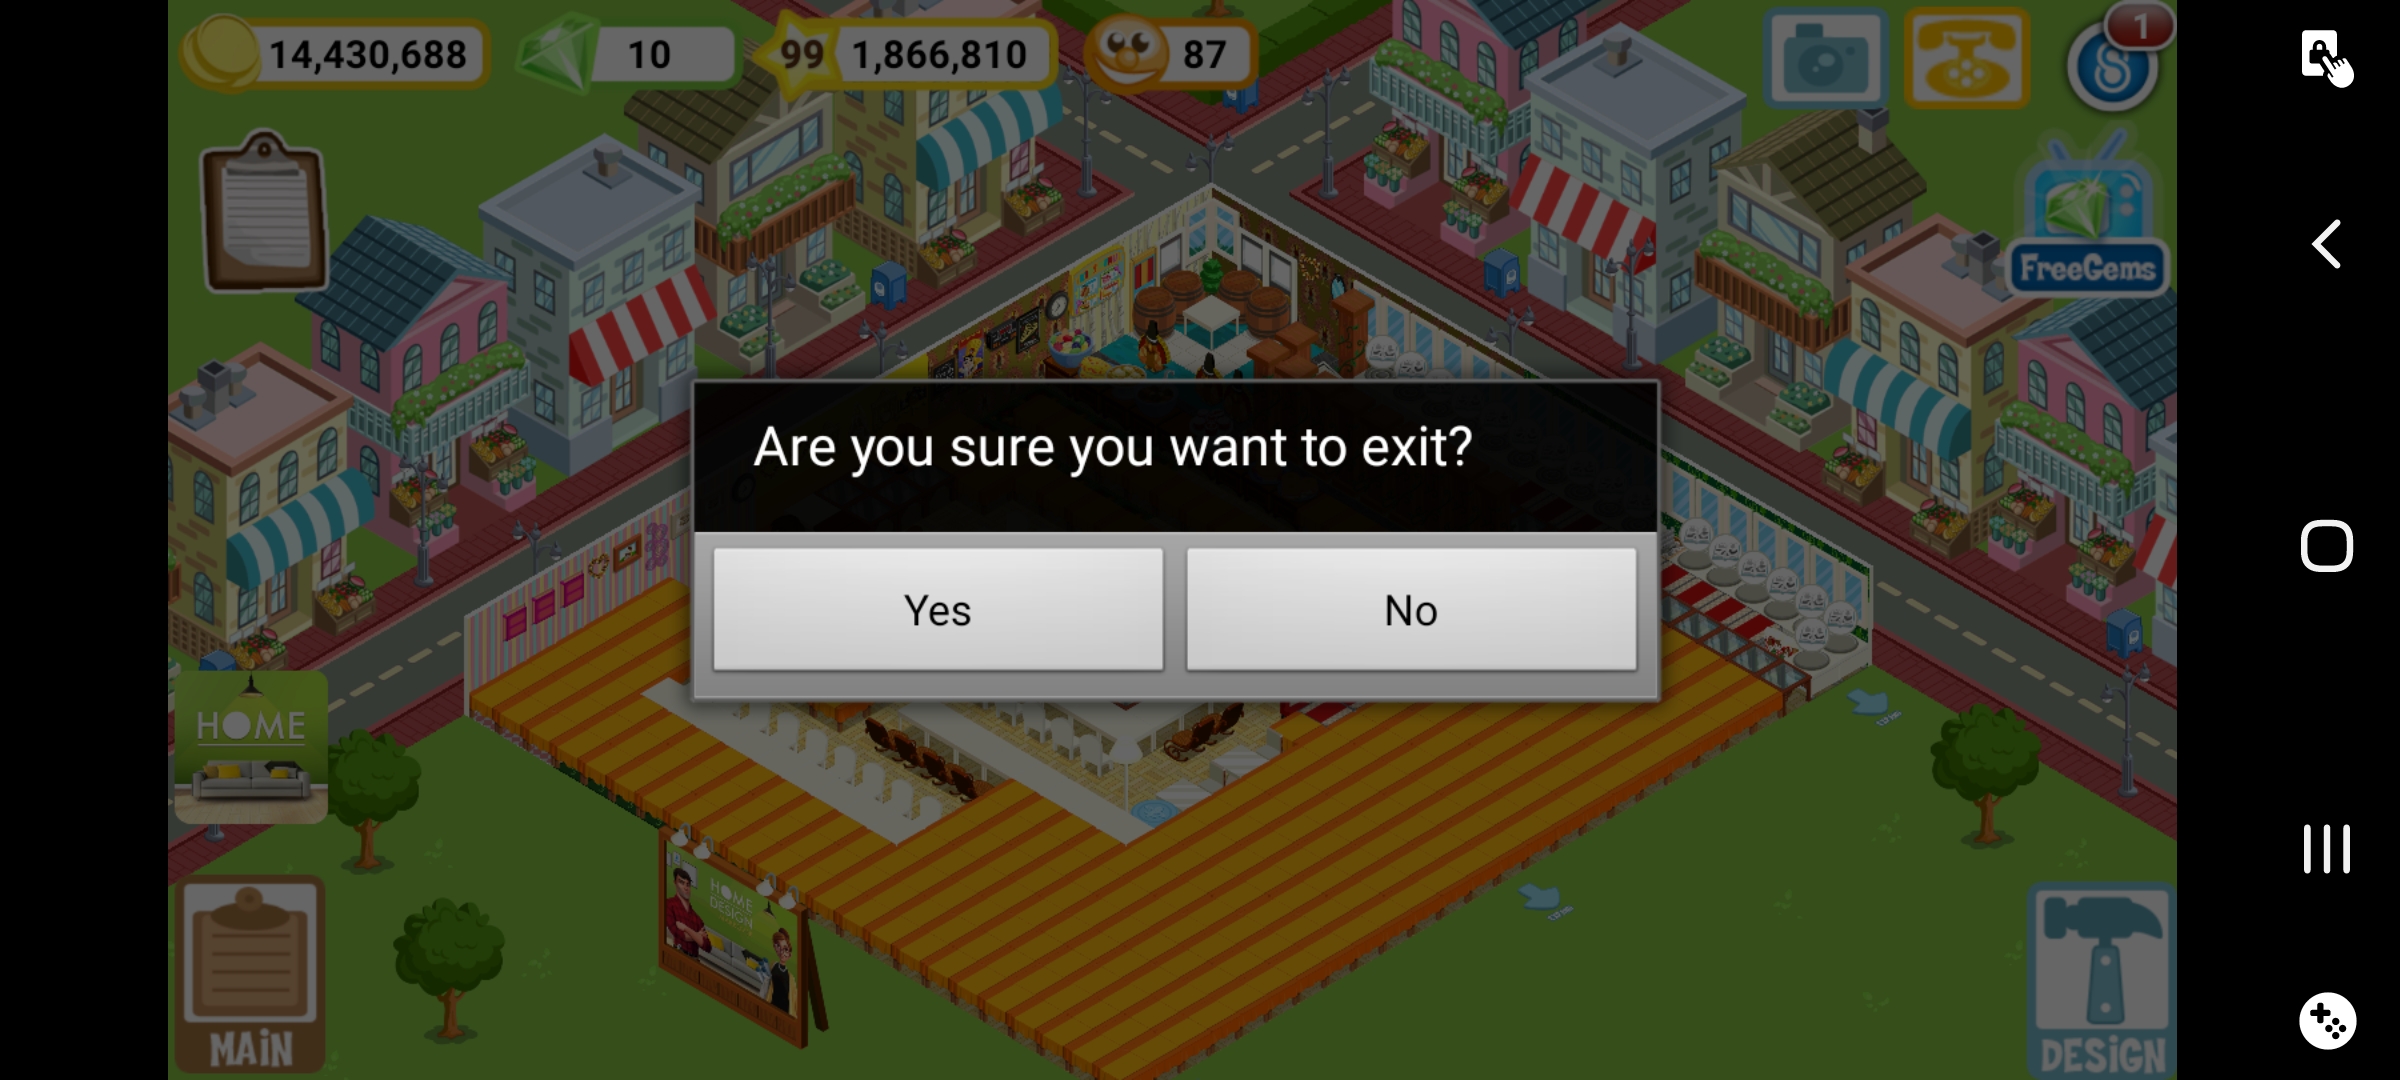 14,430,688
10
99
1,866,810
87
1
FreeGems
Are you sure you want to exit?
Yes
No
HOME
HOME
DESIGN
MAIN
DESIGN